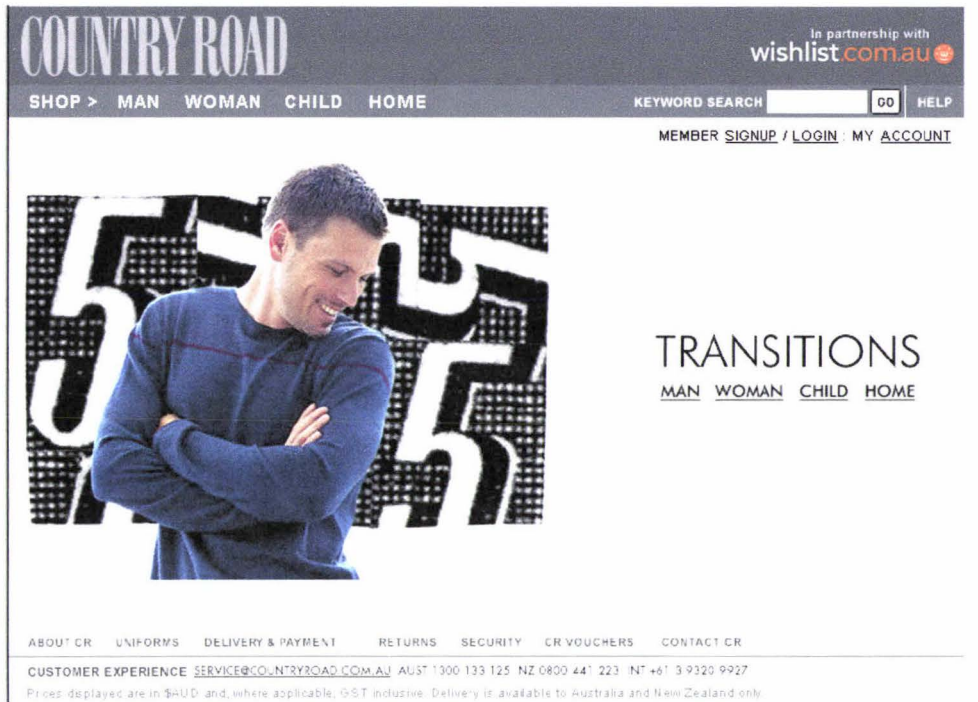 COUNTRY ROAD
In partnership with
wishlist.com.au
SHOP > MAN WOMAN CHILD HOME
KEYWORD SEARCH GO HELP
MEMBER SIGNUP / LOGIN : MY ACCOUNT
5 5 5
TRANSITIONS
MAN WOMAN CHILD HOME
ABOUT CR UNIFORMS DELIVERY & PAYMENT RETURNS SECURITY CR VOUCHERS CONTACT CR
CUSTOMER EXPERIENCE SERVICE@COUNTRYROAD.COM.AU AUST 1300 133 125 NZ 0800 441 223 INT +61 3 9320 9927
Prices displayed are in $AUD and, where applicable, GST inclusive. Delivery is available to Australia and New Zealand only.